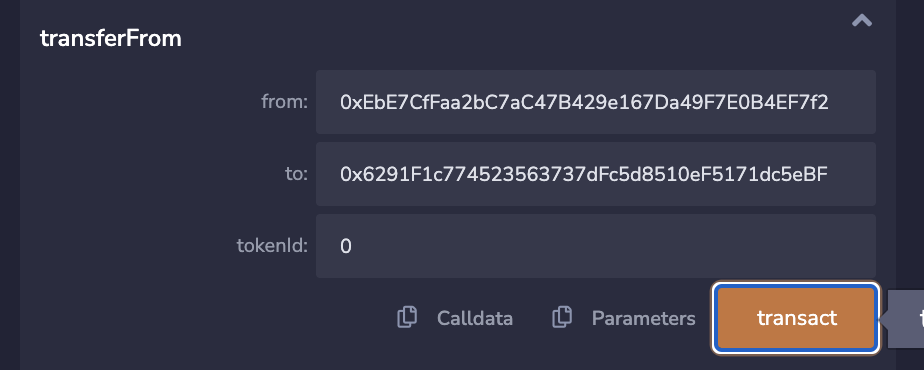 transferFrom
from: 0xEbE7CfFaa2bC7aC47B429e167Da49F7E0B4EF7f2
to: 0x6291F1c774523563737dFc5d8510eF5171dc5eBF
tokenId: 0
Calldata Parameters transact